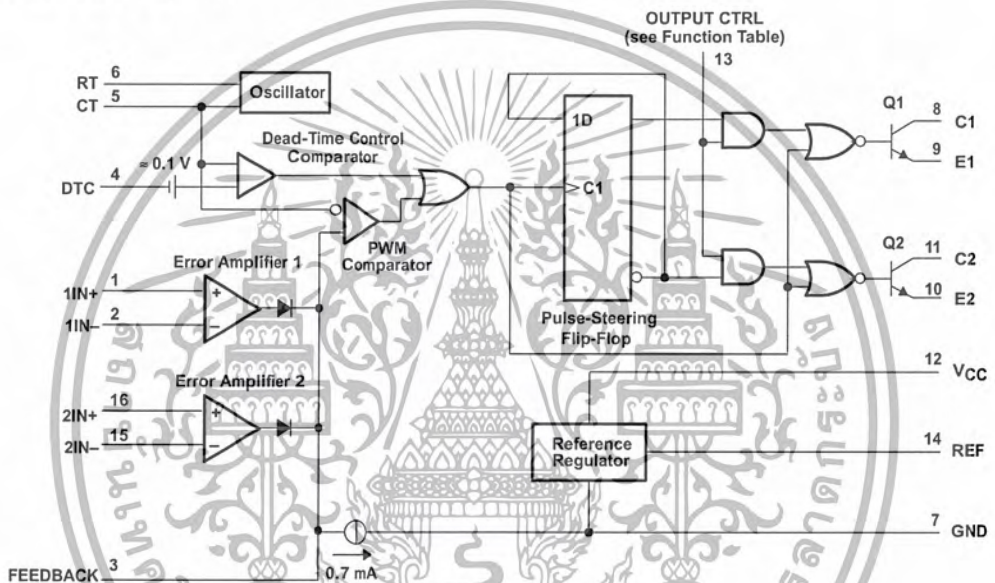 OUTPUT CTRL
(see Function Table)
13
RT 6
CT 5
Oscillator
Dead-Time Control
Comparator
≈ 0.1 V
DTC 4
1D
C1
PWM
Comparator
Q1
8 C1
9 E1
Q2
11 C2
10 E2
Error Amplifier 1
1IN+ 1
+
1IN– 2
–
Pulse-Steering
Flip-Flop
Error Amplifier 2
2IN+ 16
+
2IN– 15
–
12 VCC
Reference
Regulator
14 REF
7 GND
0.7 mA
FEEDBACK 3